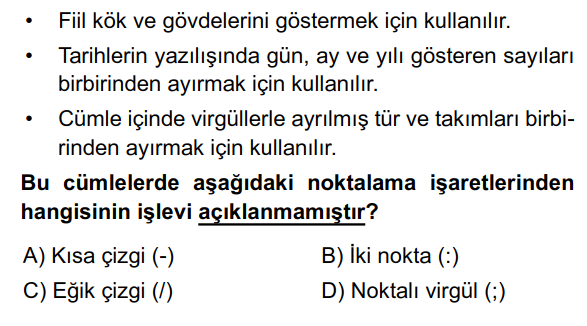 • Fiil kök ve gövdelerini göstermek için kullanılır.
• Tarihlerin yazılışında gün, ay ve yılı gösteren sayıları
birbirinden ayırmak için kullanılır.
• Cümle içinde virgüllerle ayrılmış tür ve takımları birbi-
rinden ayırmak için kullanılır.
Bu cümlelerde aşağıdaki noktalama işaretlerinden
hangisinin işlevi açıklanmamıştır?
A) Kısa çizgi (-) B) İki nokta (:)
C) Eğik çizgi (/) D) Noktalı virgül (;)